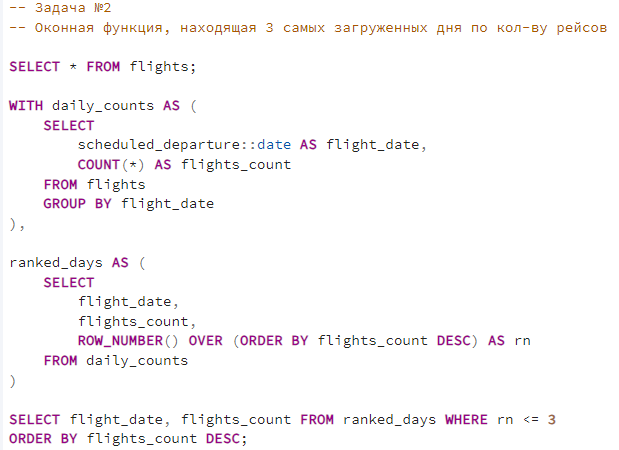 -- Задача №2
-- Оконная функция, находящая 3 самых загруженных дня по кол-ву рейсов
SELECT * FROM flights;
WITH daily_counts AS (
SELECT
scheduled_departure::date AS flight_date,
COUNT(*) AS flights_count
FROM flights
GROUP BY flight_date
),
ranked_days AS (
SELECT
flight_date,
flights_count,
ROW_NUMBER() OVER (ORDER BY flights_count DESC) AS rn
FROM daily_counts
)
SELECT flight_date, flights_count FROM ranked_days WHERE rn <= 3
ORDER BY flights_count DESC;